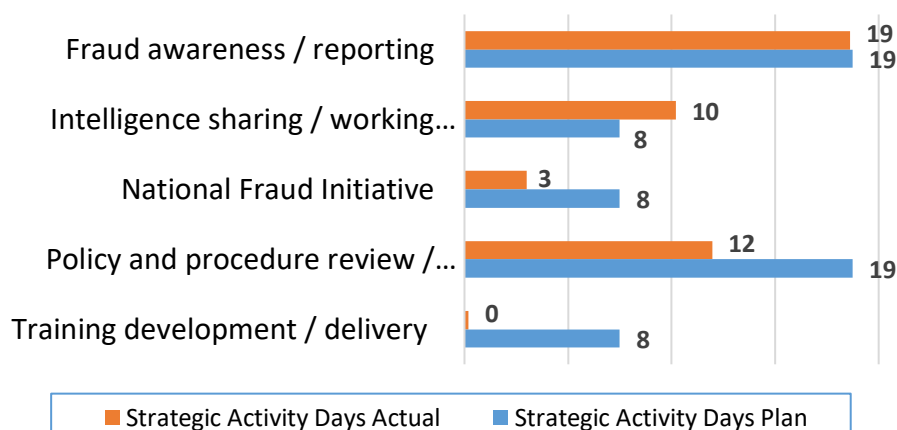 19
Fraud awareness / reporting
19
10
Intelligence sharing / working...
8
3
National Fraud Initiative
8
12
Policy and procedure review /...
19
0
Training development / delivery
8
Strategic Activity Days Actual Strategic Activity Days Plan